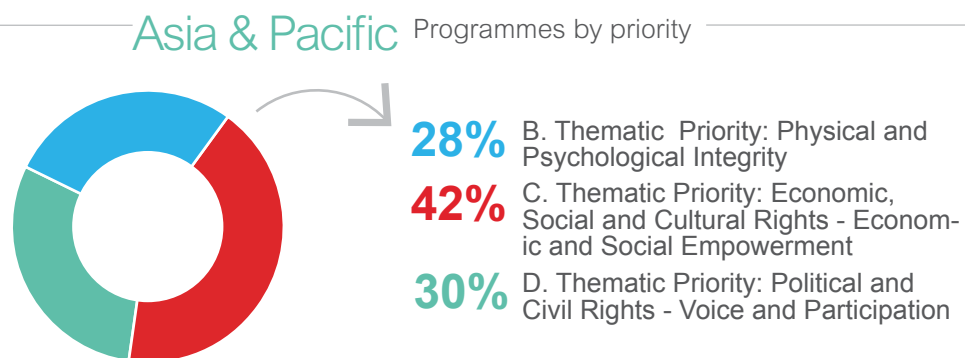 Asia & Pacific Programmes by priority
28% B. Thematic Priority: Physical and
Psychological Integrity
42% C. Thematic Priority: Economic,
Social and Cultural Rights - Econom-
ic and Social Empowerment
30% D. Thematic Priority: Political and
Civil Rights - Voice and Participation